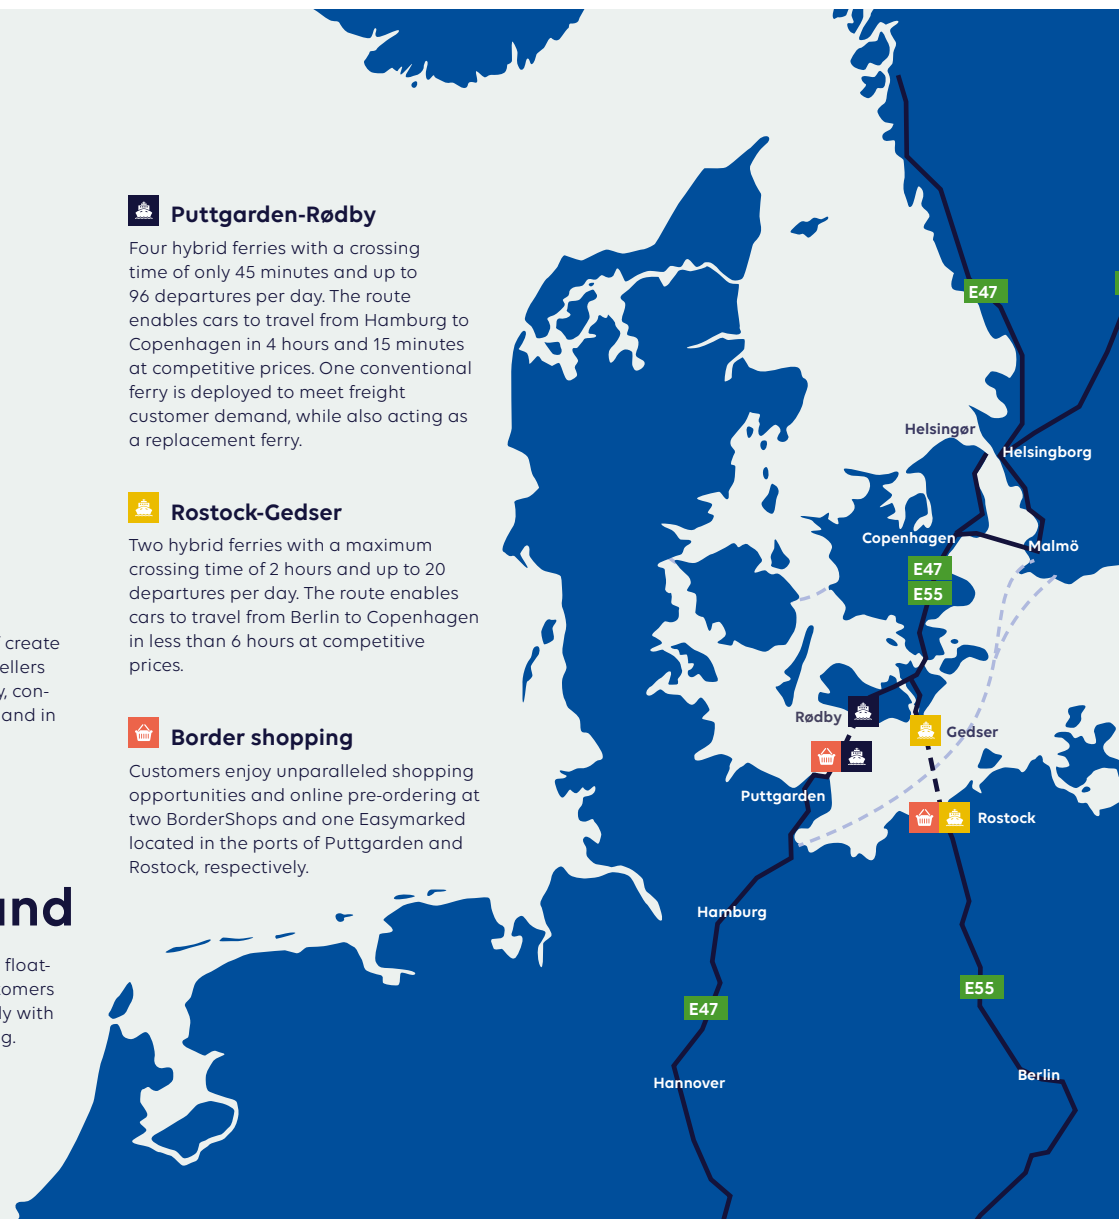 Puttgarden-Rødby
Four hybrid ferries with a crossing
time of only 45 minutes and up to
96 departures per day. The route
enables cars to travel from Hamburg to
Copenhagen in 4 hours and 15 minutes
at competitive prices. One conventional
ferry is deployed to meet freight
customer demand, while also acting as
a replacement ferry.
Rostock-Gedser
Two hybrid ferries with a maximum
crossing time of 2 hours and up to 20
departures per day. The route enables
cars to travel from Berlin to Copenhagen
in less than 6 hours at competitive
prices.
Border shopping
Customers enjoy unparalleled shopping
opportunities and online pre-ordering at
two BorderShops and one Easymarked
located in the ports of Puttgarden and
Rostock, respectively.
create
ellers
y, con-
and in
und
float-
omers
ly with
g.
E47
Helsingør
Helsingborg
Copenhagen
Malmö
E47
E55
Rødby
Gedser
Puttgarden
Rostock
Hamburg
E55
E47
Berlin
Hannover